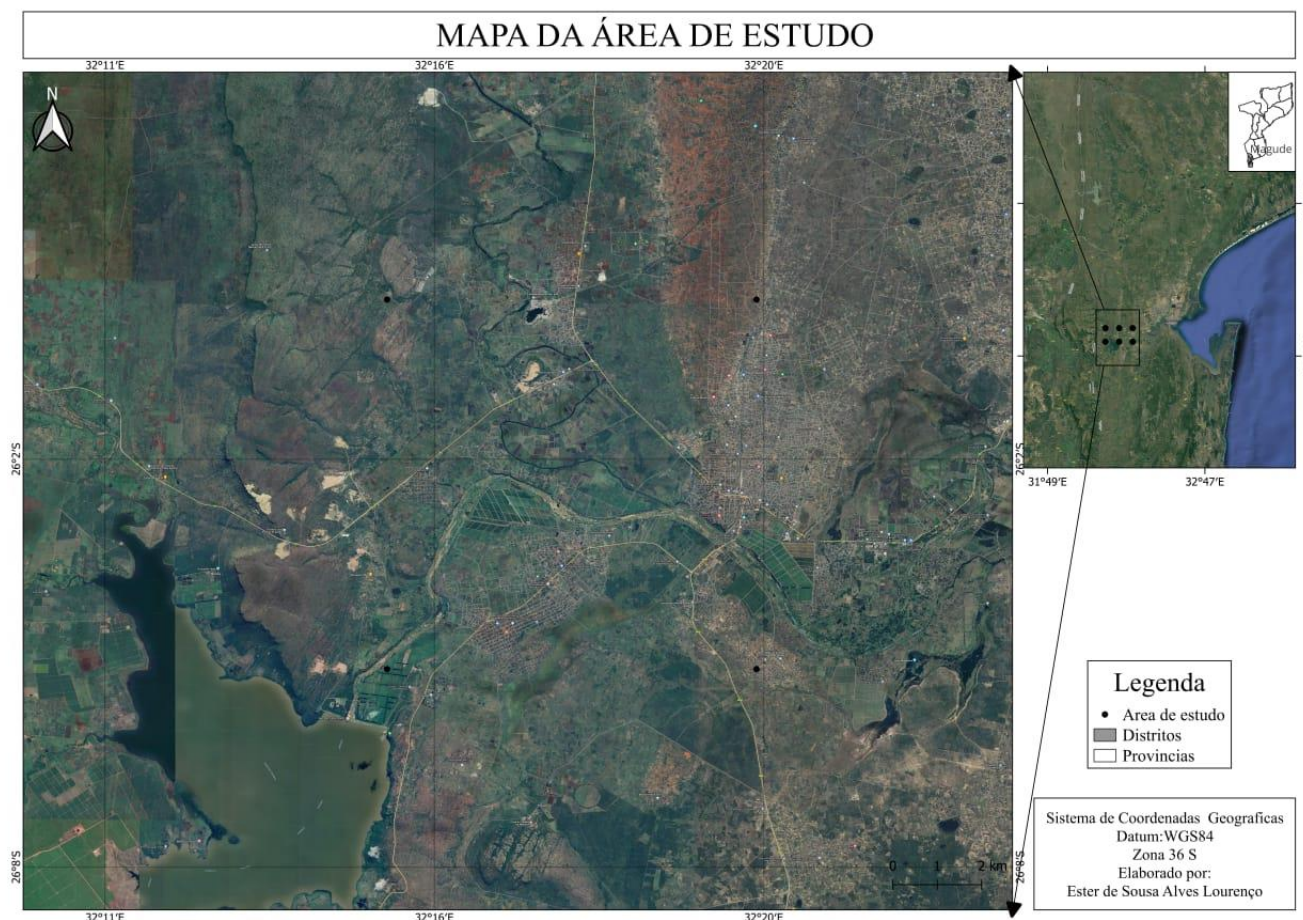 MAPA DA ÁREA DE ESTUDO
32°11'E
32°16'E
32°20'E
N
Magude
26°2'S
26°2'S
31°49'E
32°47'E
Legenda
Area de estudo
Distritos
Provincias
Sistema de Coordenadas Geograficas
Datum:WGS84
Zona 36 S
Elaborado por:
Ester de Sousa Alves Lourenço
0 1 2 km
26°8'S
26°8'S
32°11'E
32°16'E
32°20'E